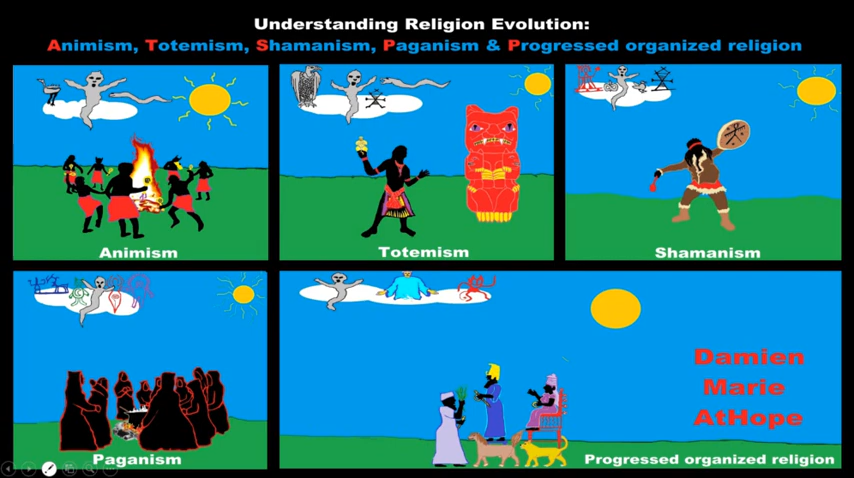 Understanding Religion Evolution:
Animism, Totemism, Shamanism, Paganism & Progressed organized religion
Animism
Totemism
Shamanism
Paganism
Damien
Marie
AtHope
Progressed organized religion